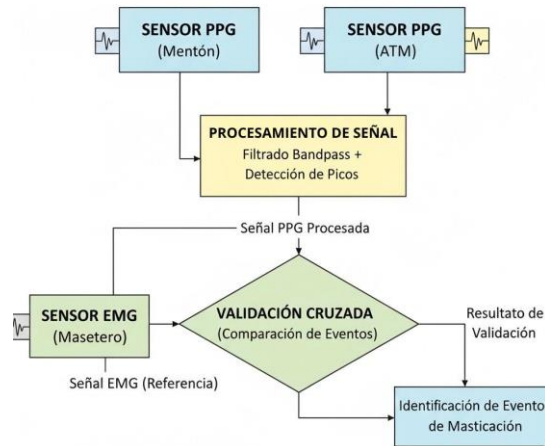 SENSOR PPG
(Mentón)
SENSOR PPG
(ATM)
PROCESAMIENTO DE SEÑAL
Filtrado Bandpass +
Detección de Picos
Señal PPG Procesada
SENSOR EMG
(Masetero)
VALIDACIÓN CRUZADA
(Comparación de Eventos)
Resultato de
Validación
Señal EMG (Referencia)
Identificación de Evento
de Masticación